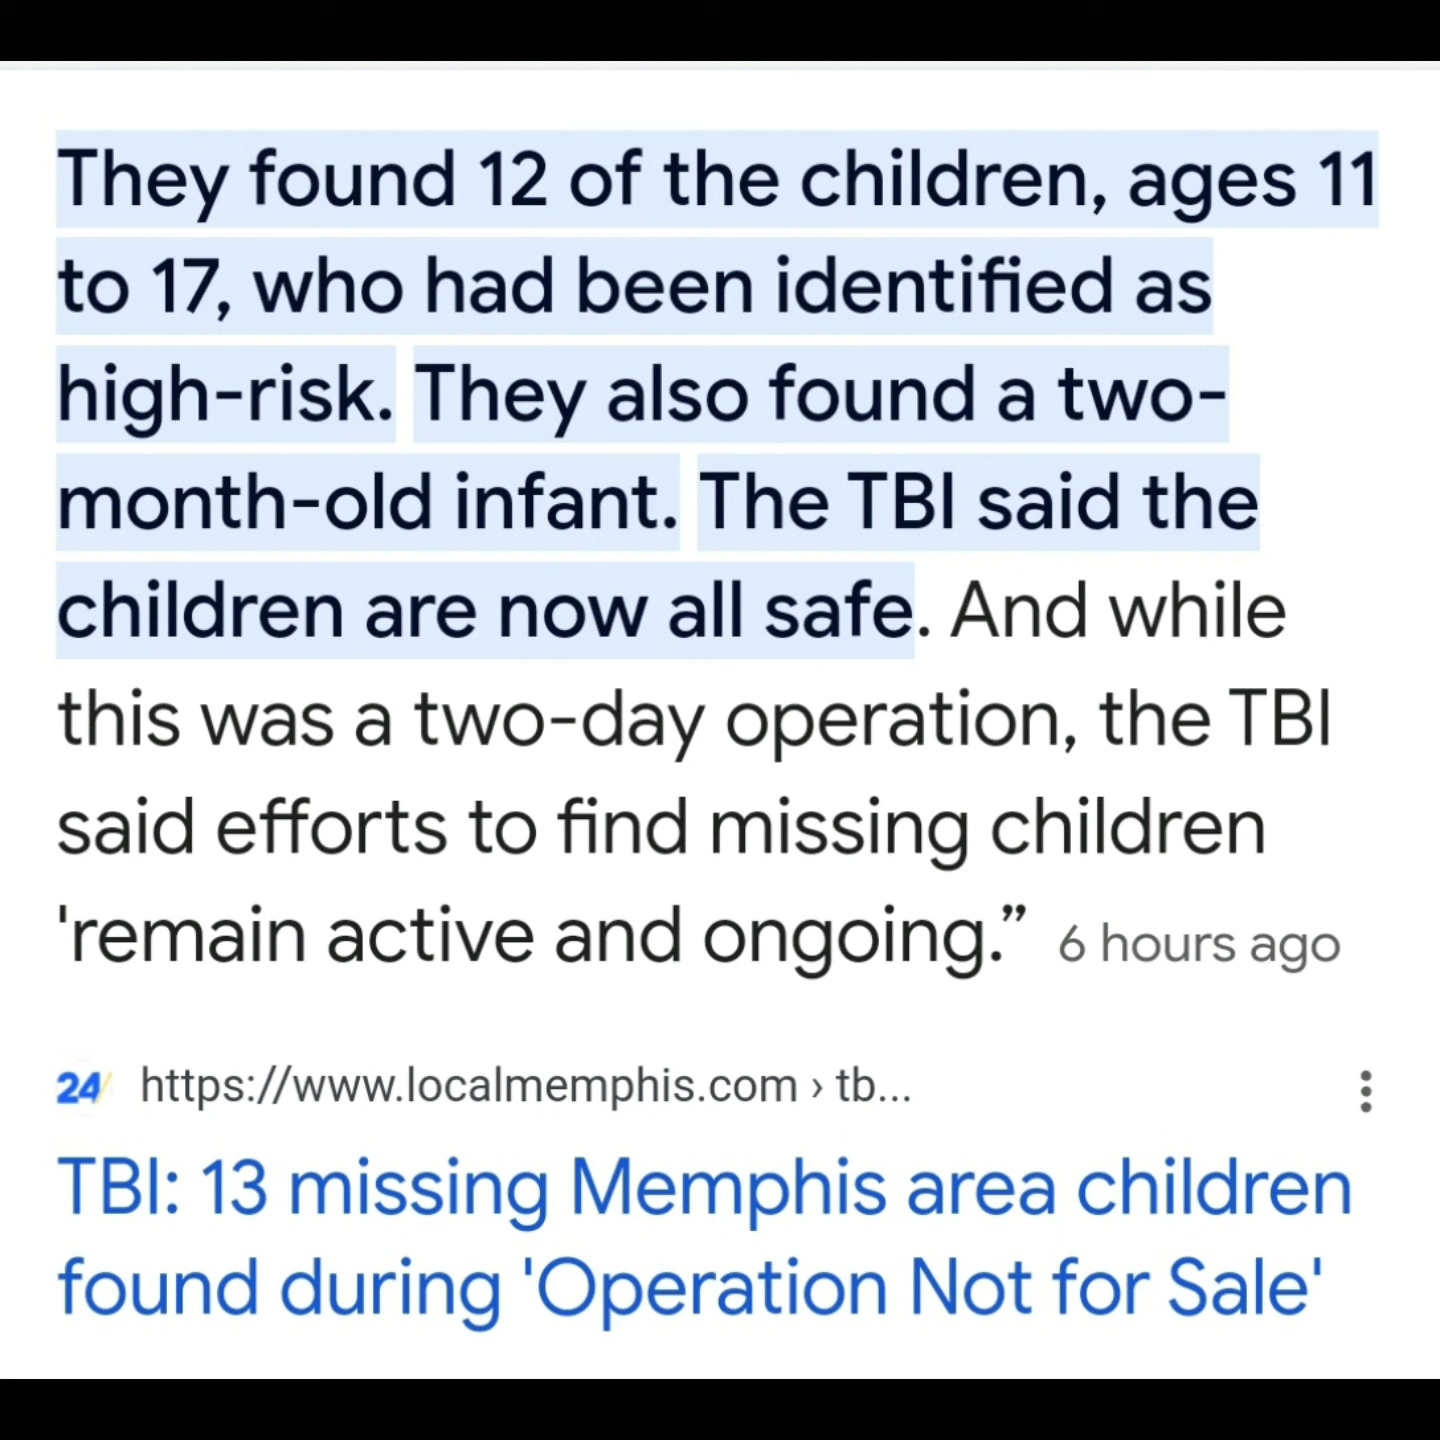 They found 12 of the children, ages 11
to 17, who had been identified as
high-risk. They also found a two-
month-old infant. The TBI said the
children are now all safe. And while
this was a two-day operation, the TBI
said efforts to find missing children
'remain active and ongoing.” 6 hours ago
24 https://www.localmemphis.com › tb...
TBI: 13 missing Memphis area children
found during 'Operation Not for Sale'